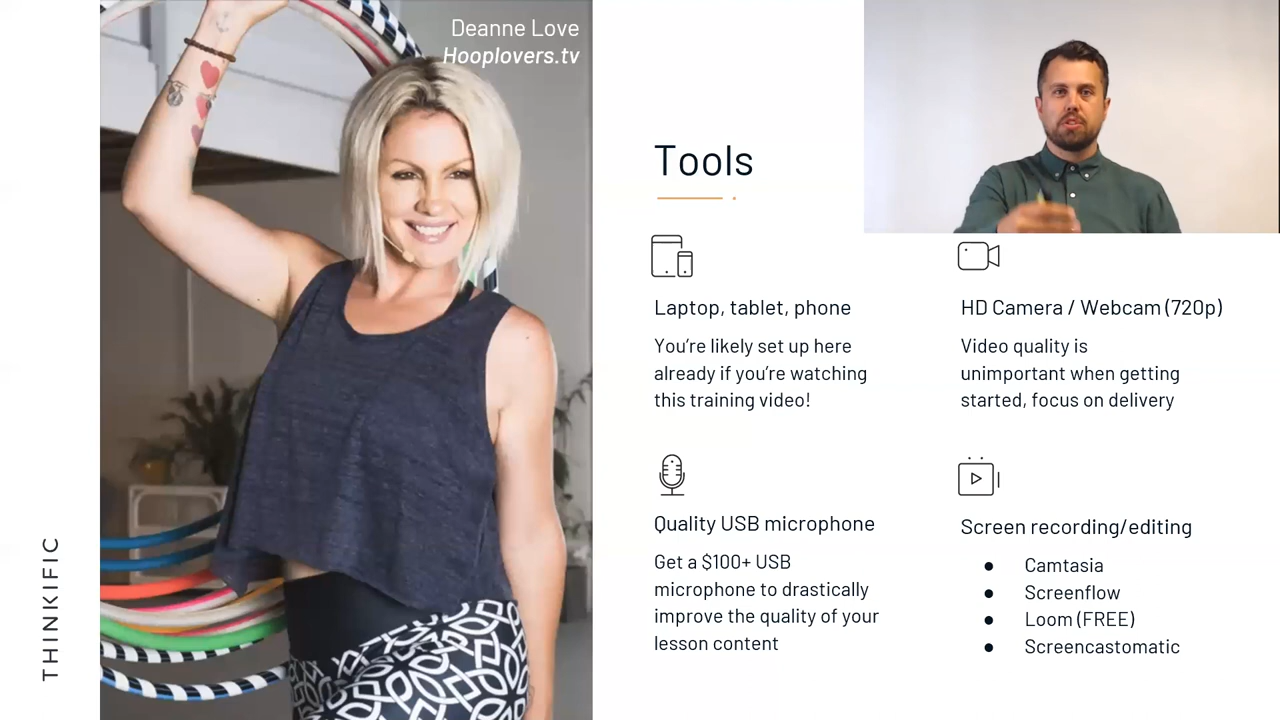 Deanne Love
Hooplovers.tv
THINKIFIC
Tools
Laptop, tablet, phone
You’re likely set up here
already if you’re watching
this training video!
HD Camera / Webcam (720p)
Video quality is
unimportant when getting
started, focus on delivery
Quality USB microphone
Get a $100+ USB
microphone to drastically
improve the quality of your
lesson content
Screen recording/editing
● Camtasia
● Screenflow
● Loom (FREE)
● Screencastomatic